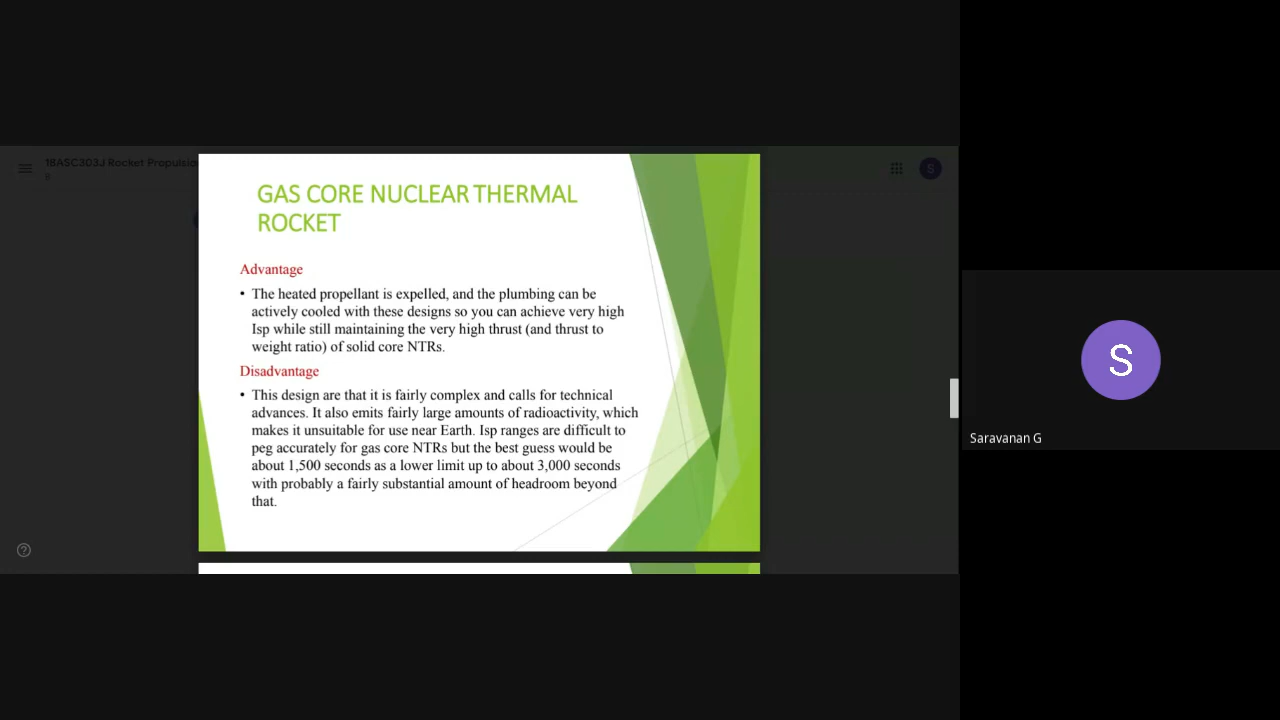 18ASC303J Rocket Propulsio
B
S
GAS CORE NUCLEAR THERMAL
ROCKET
Advantage
• The heated propellant is expelled, and the plumbing can be
actively cooled with these designs so you can achieve very high
Isp while still maintaining the very high thrust (and thrust to
weight ratio) of solid core NTRs.
Disadvantage
• This design are that it is fairly complex and calls for technical
advances. It also emits fairly large amounts of radioactivity, which
makes it unsuitable for use near Earth. Isp ranges are difficult to
peg accurately for gas core NTRs but the best guess would be
about 1,500 seconds as a lower limit up to about 3,000 seconds
with probably a fairly substantial amount of headroom beyond
that.
S
Saravanan G